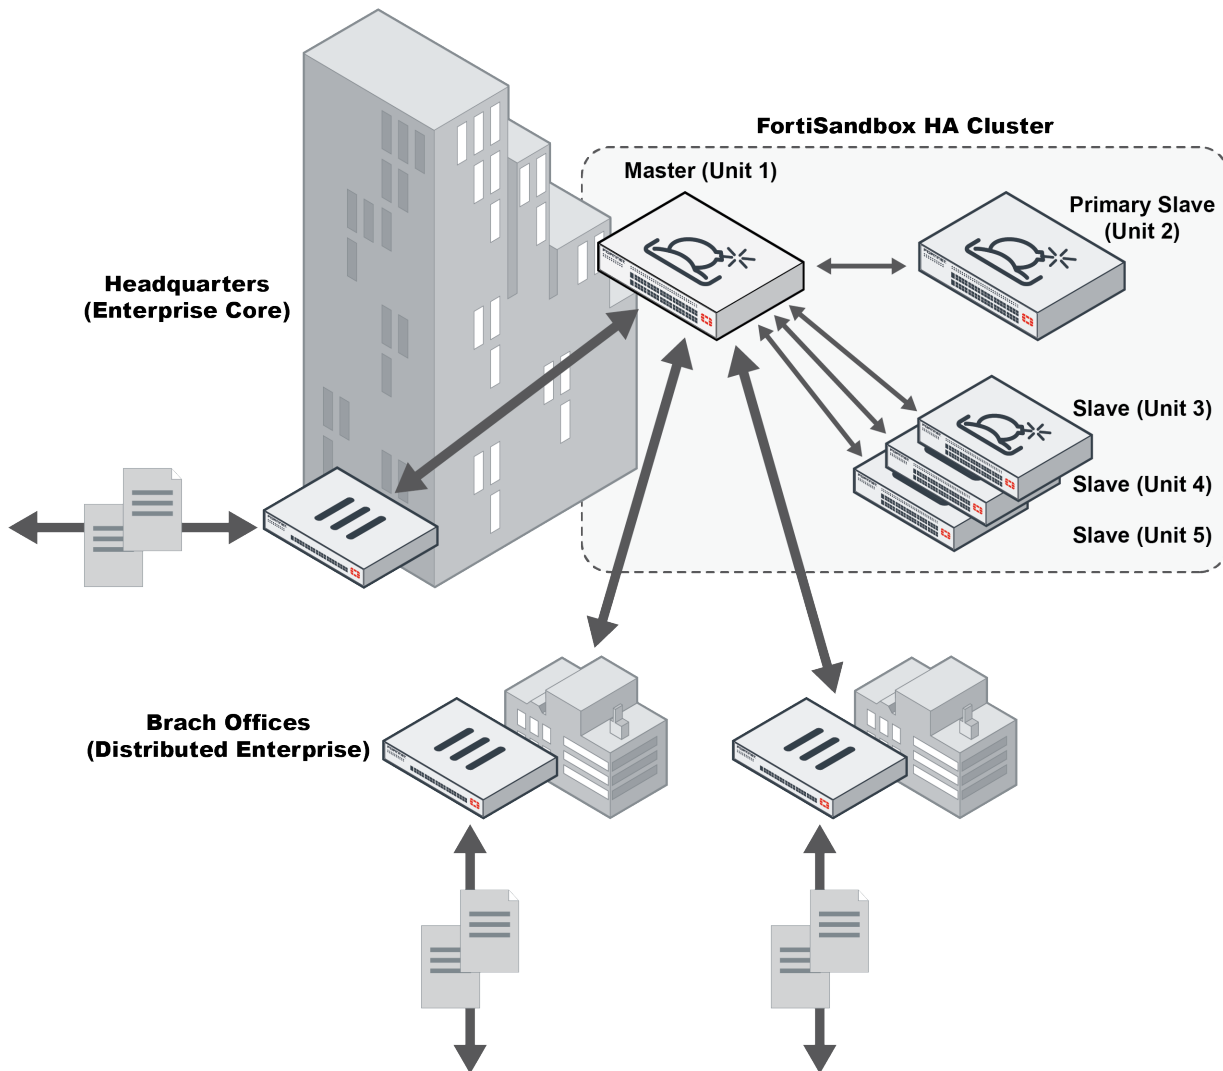 FortiSandbox HA Cluster
Master (Unit 1)
Primary Slave
(Unit 2)
Headquarters
(Enterprise Core)
Slave (Unit 3)
Slave (Unit 4)
Slave (Unit 5)
Brach Offices
(Distributed Enterprise)